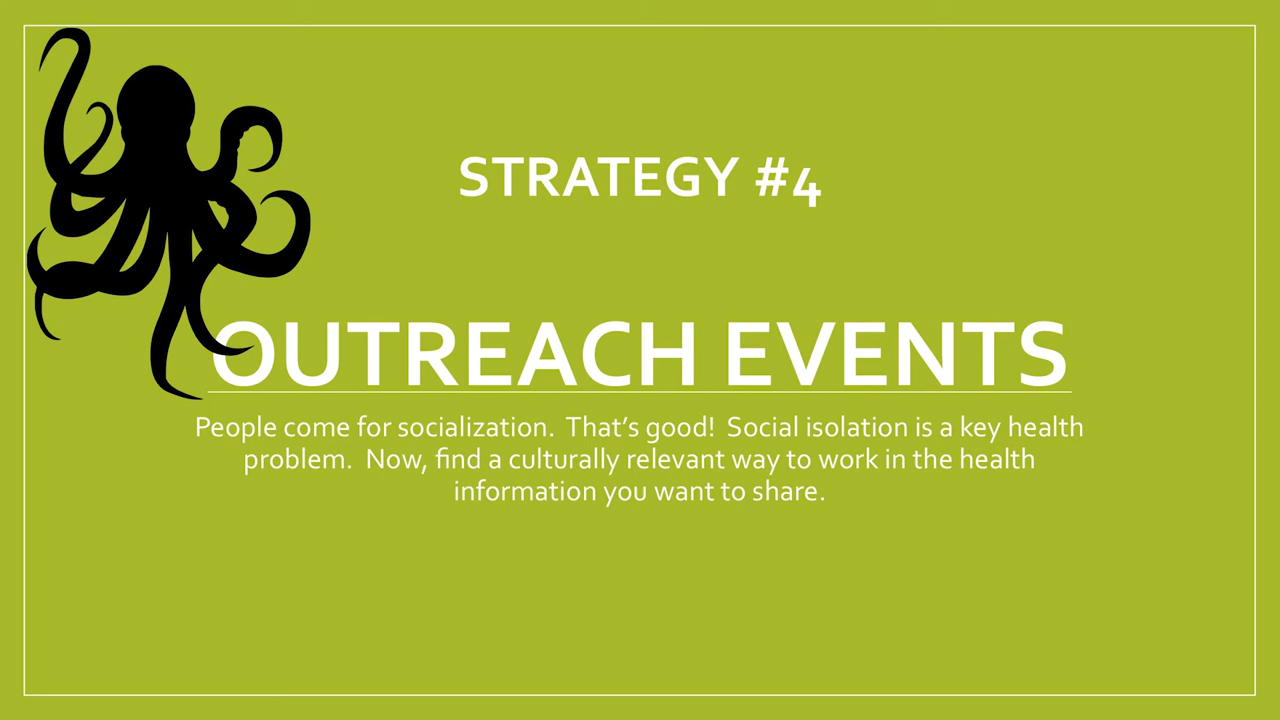 STRATEGY #4
OUTREACH EVENTS
People come for socialization.  That's good!  Social isolation is a key health
problem.  Now, find a culturally relevant way to work in the health
information you want to share.